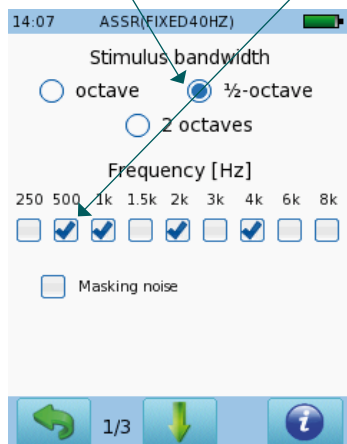 14:07 ASSR(FIXED40HZ)
Stimulus bandwidth
octave ½-octave
2 octaves
Frequency [Hz]
250 500 1k 1.5k 2k 3k 4k 6k 8k
Masking noise
1/3 i